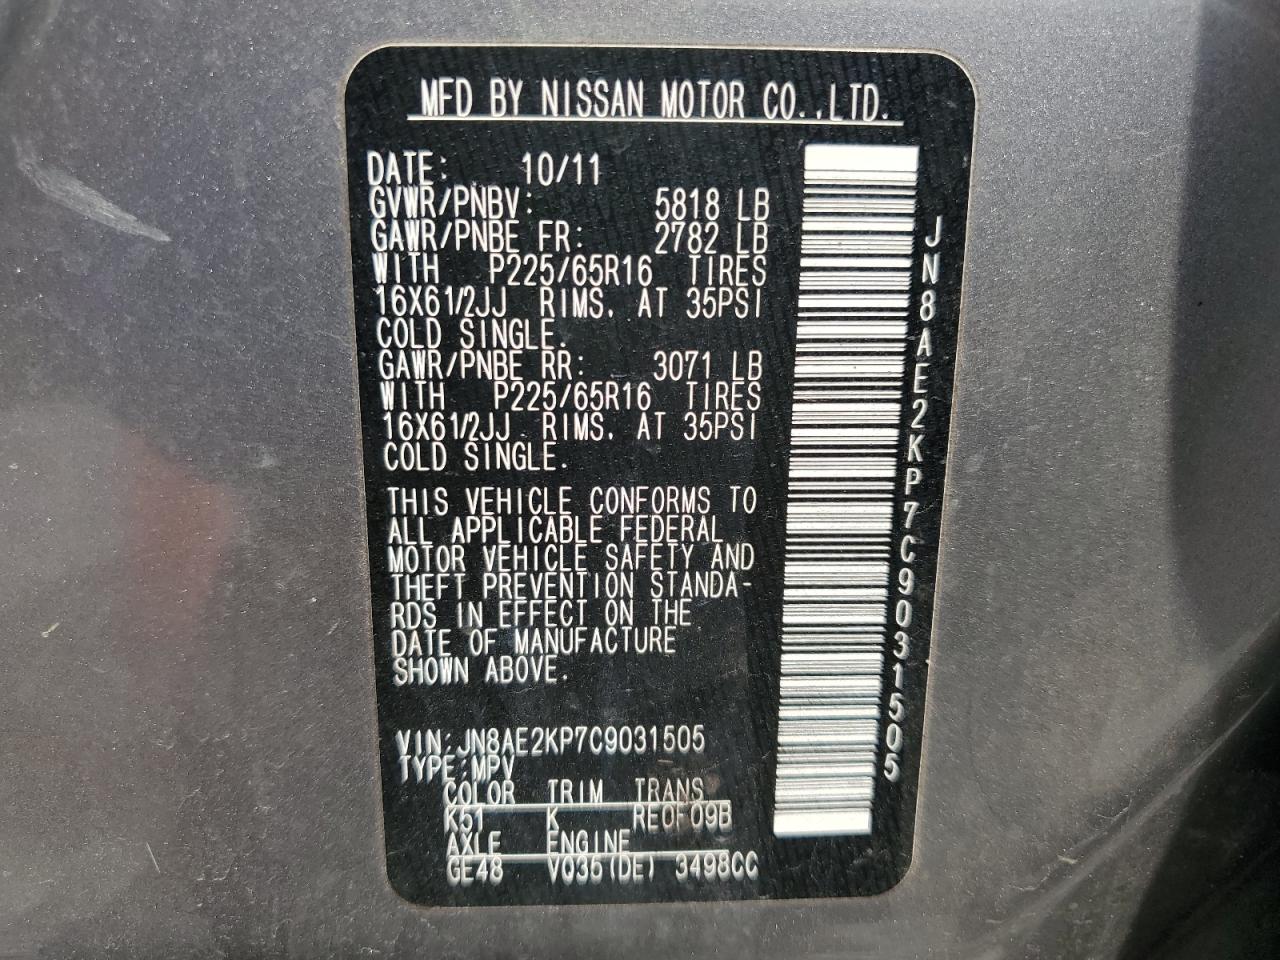 MFD BY NISSAN MOTOR CO.,LTD.
DATE: 10/11
GVWR/PNBV: 5818 LB
GAWR/PNBE FR: 2782 LB
WITH P225/65R16 TIRES
16X61/2JJ RIMS, AT 35PSI
COLD SINGLE.
GAWR/PNBE RR: 3071 LB
WITH P225/65R16 TIRES
16X61/2JJ RIMS, AT 35PSI
COLD SINGLE.
THIS VEHICLE CONFORMS TO
ALL APPLICABLE FEDERAL
MOTOR VEHICLE SAFETY AND
THEFT PREVENTION STANDA-
RDS IN EFFECT ON THE
DATE OF MANUFACTURE
SHOWN ABOVE.
VIN:JN8AE2KP7C9031505
TYPE:MPV
COLOR TRIM TRANS
K51 K RE0F09B
AXLE ENGINE
GE48 VQ35(DE) 3498CC
JN8AE2KP7C9031505